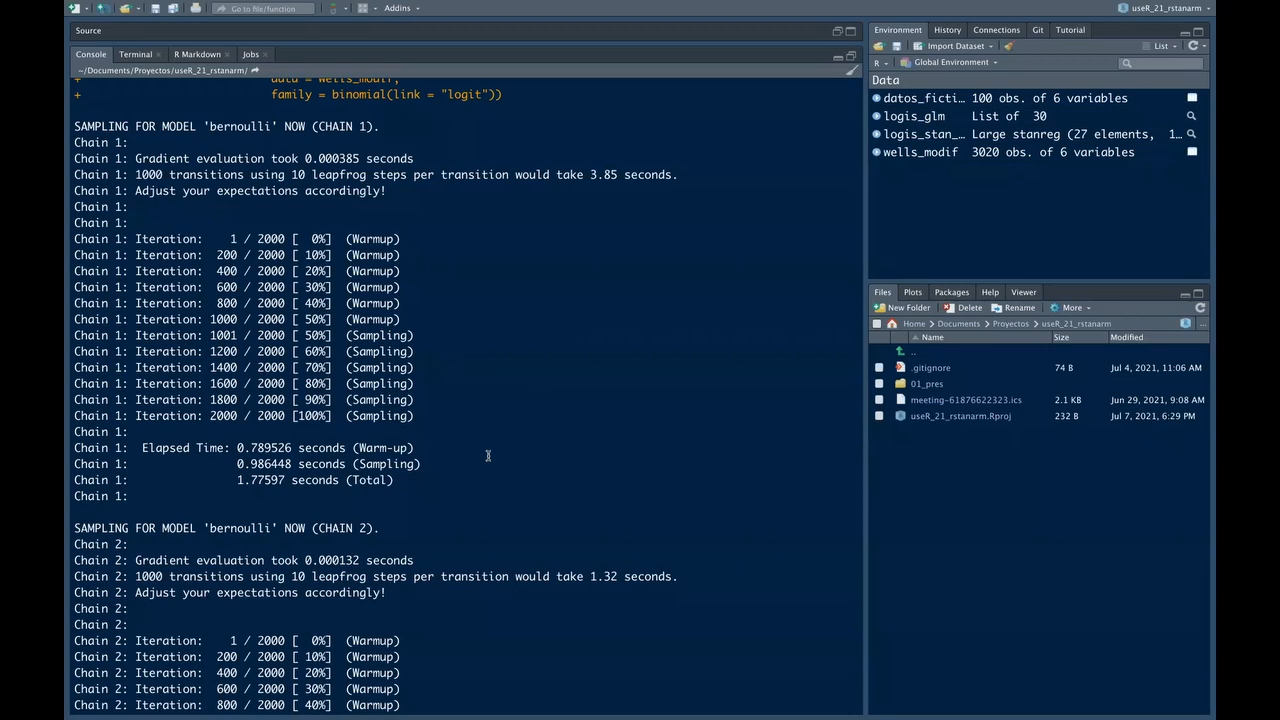 Go to file/function
Addins
useR_21_rstanarm
Source
Console Terminal R Markdown Jobs
~/Documents/Proyectos/useR_21_rstanarm/
+ data = wells_modif,
+ family = binomial(link = "logit"))
SAMPLING FOR MODEL 'bernoulli' NOW (CHAIN 1).
Chain 1:
Chain 1: Gradient evaluation took 0.000385 seconds
Chain 1: 1000 transitions using 10 leapfrog steps per transition would take 3.85 seconds.
Chain 1: Adjust your expectations accordingly!
Chain 1:
Chain 1:
Chain 1: Iteration:    1 / 2000 [  0%]  (Warmup)
Chain 1: Iteration:  200 / 2000 [ 10%]  (Warmup)
Chain 1: Iteration:  400 / 2000 [ 20%]  (Warmup)
Chain 1: Iteration:  600 / 2000 [ 30%]  (Warmup)
Chain 1: Iteration:  800 / 2000 [ 40%]  (Warmup)
Chain 1: Iteration: 1000 / 2000 [ 50%]  (Warmup)
Chain 1: Iteration: 1001 / 2000 [ 50%]  (Sampling)
Chain 1: Iteration: 1200 / 2000 [ 60%]  (Sampling)
Chain 1: Iteration: 1400 / 2000 [ 70%]  (Sampling)
Chain 1: Iteration: 1600 / 2000 [ 80%]  (Sampling)
Chain 1: Iteration: 1800 / 2000 [ 90%]  (Sampling)
Chain 1: Iteration: 2000 / 2000 [100%]  (Sampling)
Chain 1:
Chain 1:  Elapsed Time: 0.789526 seconds (Warm-up)
Chain 1:                0.986448 seconds (Sampling)
Chain 1:                1.77597 seconds (Total)
Chain 1:
SAMPLING FOR MODEL 'bernoulli' NOW (CHAIN 2).
Chain 2:
Chain 2: Gradient evaluation took 0.000132 seconds
Chain 2: 1000 transitions using 10 leapfrog steps per transition would take 1.32 seconds.
Chain 2: Adjust your expectations accordingly!
Chain 2:
Chain 2:
Chain 2: Iteration:    1 / 2000 [  0%]  (Warmup)
Chain 2: Iteration:  200 / 2000 [ 10%]  (Warmup)
Chain 2: Iteration:  400 / 2000 [ 20%]  (Warmup)
Chain 2: Iteration:  600 / 2000 [ 30%]  (Warmup)
Chain 2: Iteration:  800 / 2000 [ 40%]  (Warmup)
Environment History Connections Git Tutorial
Import Dataset List
R Global Environment
Data
datos_ficti… 100 obs. of 6 variables
logis_glm List of  30
logis_stan_… Large stanreg (27 elements,  1…
wells_modif 3020 obs. of 6 variables
Files Plots Packages Help Viewer
New Folder Delete Rename More
Home Documents Proyectos useR_21_rstanarm ...
Name Size Modified
..
.gitignore 74 B Jul 4, 2021, 11:06 AM
01_pres
meeting-61876622323.ics 2.1 KB Jun 29, 2021, 9:08 AM
useR_21_rstanarm.Rproj 232 B Jul 7, 2021, 6:29 PM